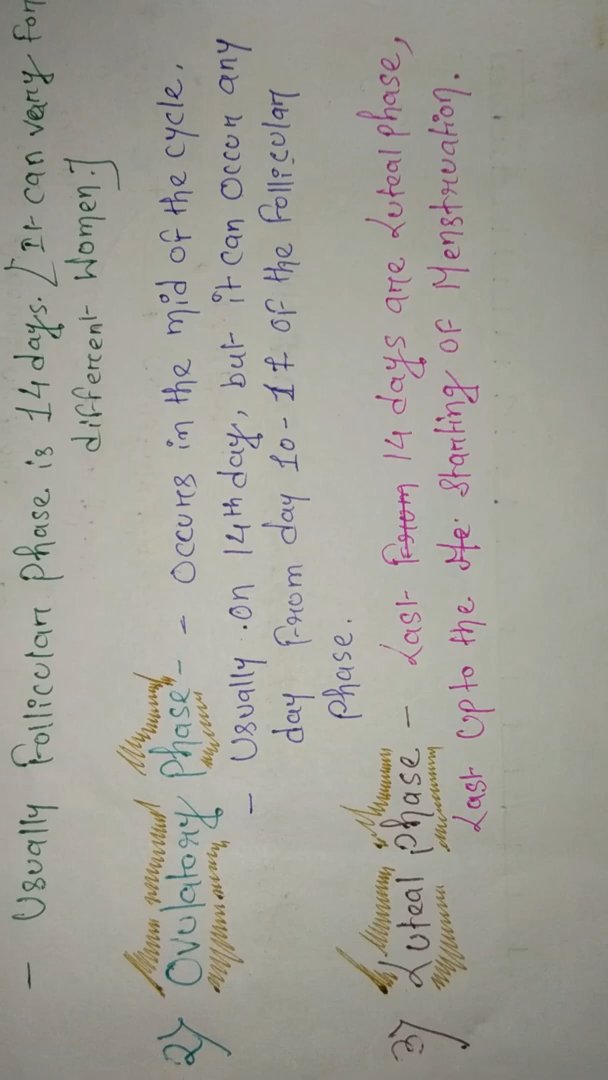 - Usually Follicular phase is 14 days. [It can vary for
different Women.]
2) Ovulatory Phase - - Occurs in the mid of the cycle.
- Usually on 14th day, but it can occur any
day From day 10-17 of the Follicular
Phase.
3) Luteal Phase - Last From 14 days are Luteal phase,
Last Upto the Starting of Menstruation.